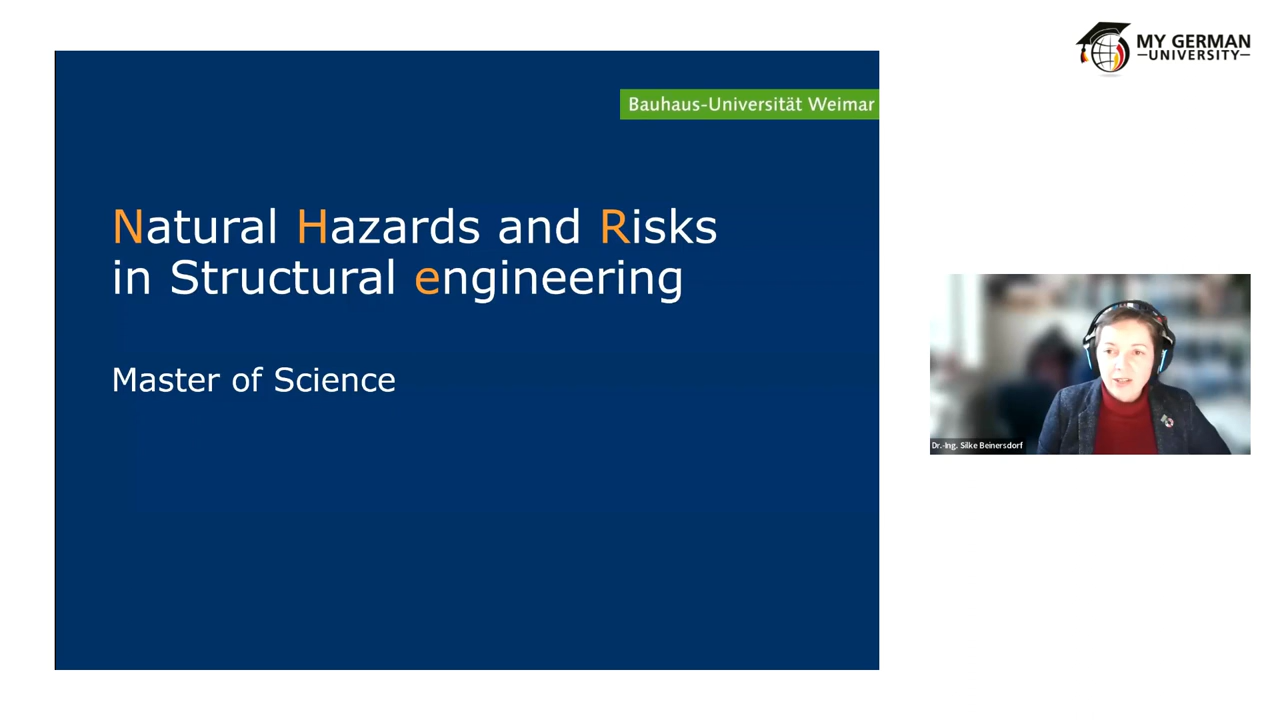 MY GERMAN
UNIVERSITY
Bauhaus-Universität Weimar
Natural Hazards and Risks
in Structural engineering
Master of Science
Dr.-Ing. Silke Beinersdorf